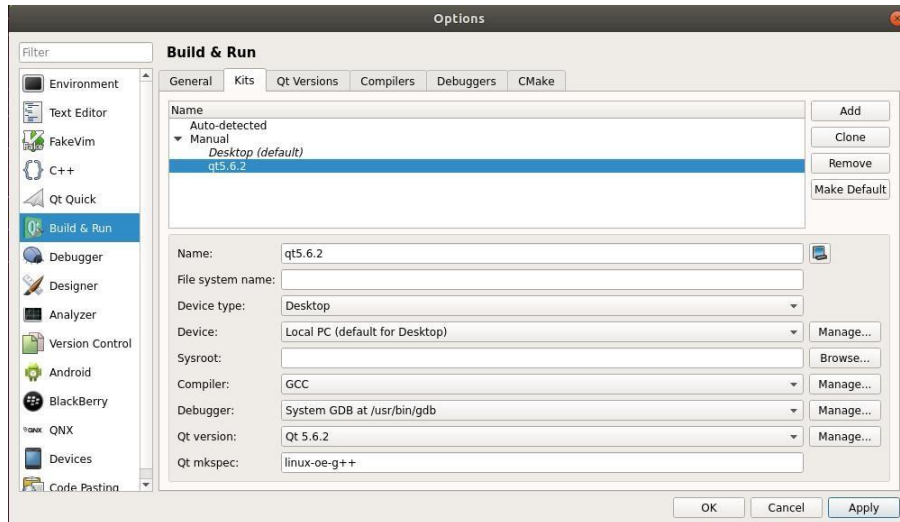 Options
Filter
Build & Run
Environment
Text Editor
FakeVim
C++
Qt Quick
Build & Run
Debugger
Designer
Analyzer
Version Control
Android
BlackBerry
QNX
Devices
Code Pasting
General Kits Qt Versions Compilers Debuggers CMake
Name
Auto-detected
Manual
Desktop (default)
qt5.6.2
Add
Clone
Remove
Make Default
Name: qt5.6.2
File system name:
Device type: Desktop
Device: Local PC (default for Desktop) Manage...
Sysroot: Browse...
Compiler: GCC Manage...
Debugger: System GDB at /usr/bin/gdb Manage...
Qt version: Qt 5.6.2 Manage...
Qt mkspec: linux-oe-g++
OK Cancel Apply